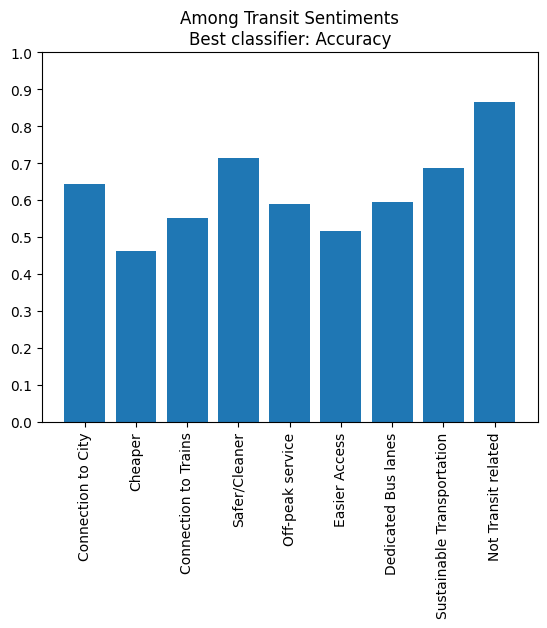 Among Transit Sentiments
Best classifier: Accuracy
1.0
0.9
0.8
0.7
0.6
0.5
0.4
0.3
0.2
0.1
0.0
Connection to City
Cheaper
Connection to Trains
Safer/Cleaner
Off-peak service
Easier Access
Dedicated Bus lanes
Sustainable Transportation
Not Transit related